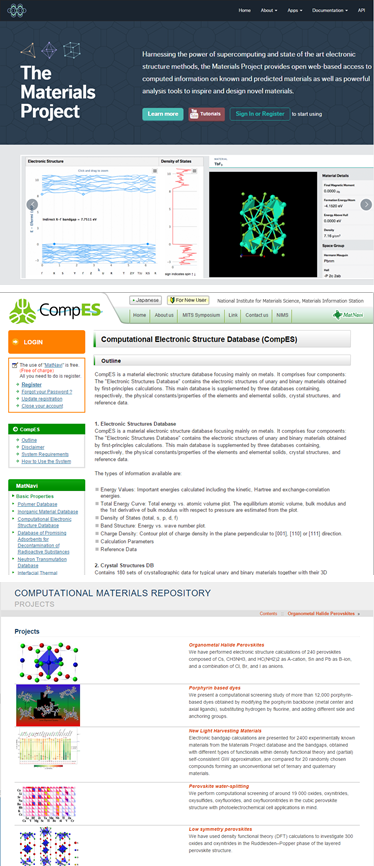 Home About Apps Documentation API
The
Materials
Project
Harnessing the power of supercomputing and state of the art electronic
structure methods, the Materials Project provides open web-based access to
computed information on known and predicted materials as well as powerful
analysis tools to inspire and design novel materials.
Learn more Tutorials Sign In or Register to start using
Electronic Structure
Density of States
Material Details
Final Magnetic Moment
Formation Energy/Atom
Energy Above Hull
Density
Space Group
CompES
Japanese For New User National Institute for Materials Science, Materials Information Station
Home About us MITS Symposium Link Contact us NIMS MatNavi
LOGIN
The use of "MatNavi" is free
(Free of charge)
All you need to do is register
Register
Forgot your Password ?
Update registration
Close your account
CompES
Outline
Disclaimer
System Requirements
How to Use the System
MatNavi
Basic Properties
Polymer Database
Inorganic Material Database
Computational Electronic
Structure Database
Database of Promising
Adsorbents for
Decontamination of
Radioactive Substances
Neutron Transmutation
Database
Interfacial Thermal
Computational Electronic Structure Database (CompES)
Outline
CompES is a material electronic structure database focusing mainly on metals. It comprises four components:
The "Electronic Structures Database" contains the electronic structures of unary and binary materials obtained
by first-principles calculations. This main database is supplemented by three databases containing,
respectively, the physical constants/properties of the elements and elemental solids, crystal structures, and
reference data.
1. Electronic Structures Database
CompES is a material electronic structure database focusing mainly on metals. It comprises four components:
The "Electronic Structures Database" contains the electronic structures of unary and binary materials obtained
by first-principles calculations. This main database is supplemented by three databases containing,
respectively, the physical constants/properties of the elements and elemental solids, crystal structures, and
reference data.
The types of information available are:
Energy Values: Important energies calculated including the kinetic, Hartree and exchange-correlation
energies.
Total Energy Curve: Total energy vs. atomic volume plot. The equilibrium atomic volume, bulk modulus and
the 1st derivative of bulk modulus with respect to pressure are estimated from the plot.
Density of States (total, s, p, d, f)
Band Structure: Energy vs. wave number plot
Charge Density: Contour plot of charge density in the plane perpendicular to [001], [110] or [111] direction.
Calculation Parameters
Reference Data
2. Crystal Structures DB
Contains 160 sets of crystallographic data for typical unary and binary materials together with their 3D
COMPUTATIONAL MATERIALS REPOSITORY
PROJECTS
Contents Organometal Halide Perovskites
Projects
Organometal Halide Perovskites
We have performed electronic structure calculations of 240 perovskites
composed of Cs, CH3NH3, and HC(NH2)2 as A-cation, Sn and Pb as B-ion,
and a combination of Cl, Br, and I as anions.
Porphyrin based dyes
We present a computational screening study of more than 12.000 porphyrin-
based dyes obtained by modifying the porphyrin backbone (metal center and
axial ligands), substituting hydrogen by fluorine, and adding different side and
anchoring groups.
New Light Harvesting Materials
Electronic bandgap calculations are presented for 2400 experimentally known
materials from the Materials Project database and the bandgaps, obtained
with different types of functionals within density functional theory and (partial)
self-consistent GW approximation, are compared for 20 randomly chosen
compounds forming an unconventional set of ternary and quaternary
materials.
Perovskite water-splitting
We perform computational screening of around 19 000 oxides, oxynitrides,
oxysulfides, oxyfluorides, and oxyfluoronitrides in the cubic perovskite
structure with photoelectrochemical cell applications in mind.
Low symmetry perovskites
We have used density functional theory (DFT) calculations to investigate 300
oxides and oxynitrides in the Ruddlesden–Popper phase of the layered
perovskite structure